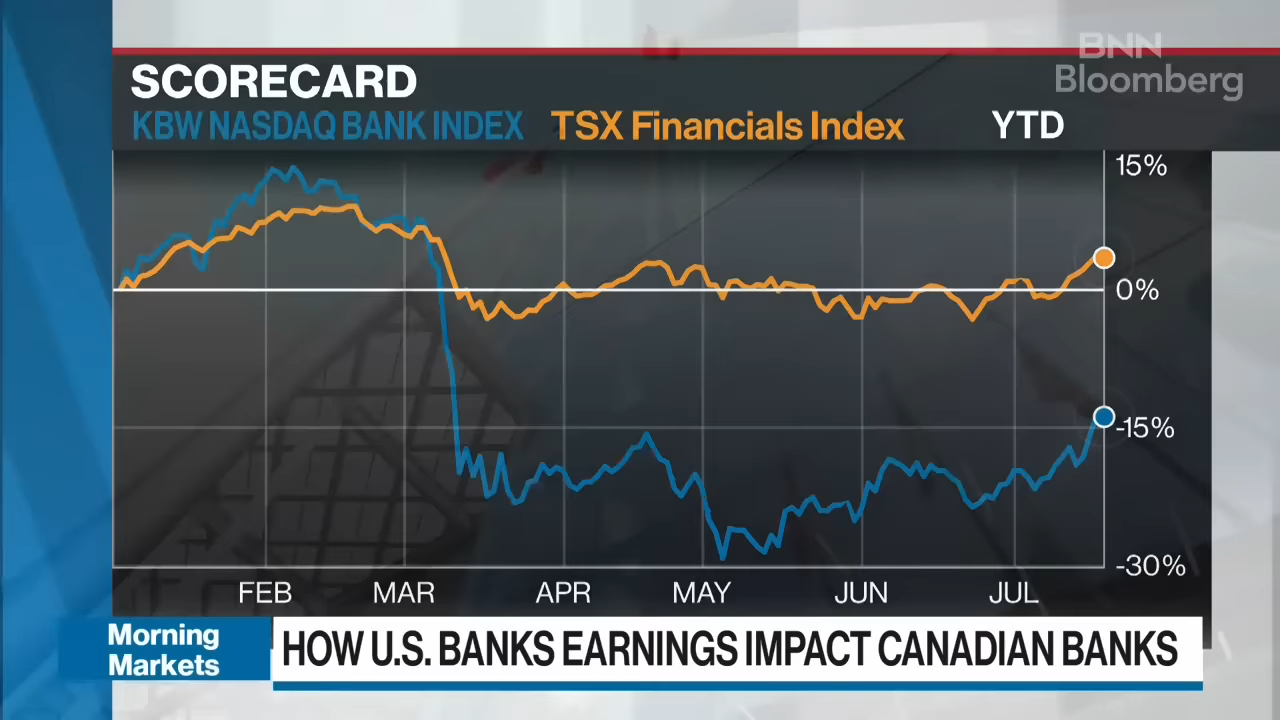 BNN
Bloomberg
SCORECARD
KBW NASDAQ BANK INDEX TSX Financials Index YTD
15%
0%
-15%
-30%
FEB MAR APR MAY JUN JUL
Morning
Markets
HOW U.S. BANKS EARNINGS IMPACT CANADIAN BANKS